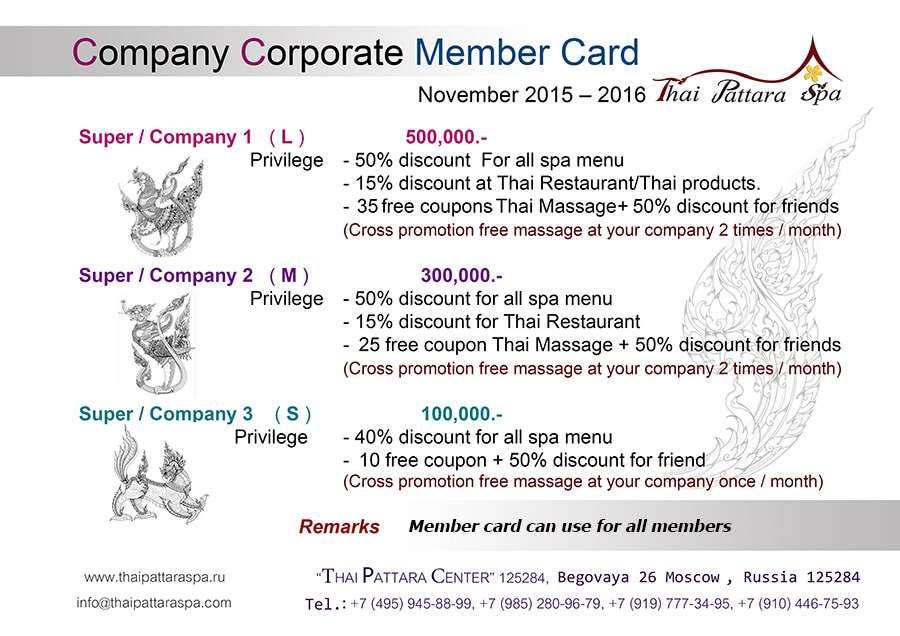 Company Corporate Member Card
November 2015 – 2016 Thai Pattara Spa
Super / Company 1 ( L ) 500,000.-
Privilege - 50% discount For all spa menu
- 15% discount at Thai Restaurant/Thai products.
- 35 free coupons Thai Massage+ 50% discount for friends
(Cross promotion free massage at your company 2 times / month)
Super / Company 2 ( M ) 300,000.-
Privilege - 50% discount for all spa menu
- 15% discount for Thai Restaurant
- 25 free coupon Thai Massage + 50% discount for friends
(Cross promotion free massage at your company 2 times / month)
Super / Company 3 ( S ) 100,000.-
Privilege - 40% discount for all spa menu
- 10 free coupon + 50% discount for friend
(Cross promotion free massage at your company once / month)
Remarks Member card can use for all members
www.thaipattaraspa.ru “THAI PATTARA CENTER” 125284, Begovaya 26 Moscow , Russia 125284
info@thaipattaraspa.com Tel.: +7 (495) 945-88-99, +7 (985) 280-96-79, +7 (919) 777-34-95, +7 (910) 446-75-93